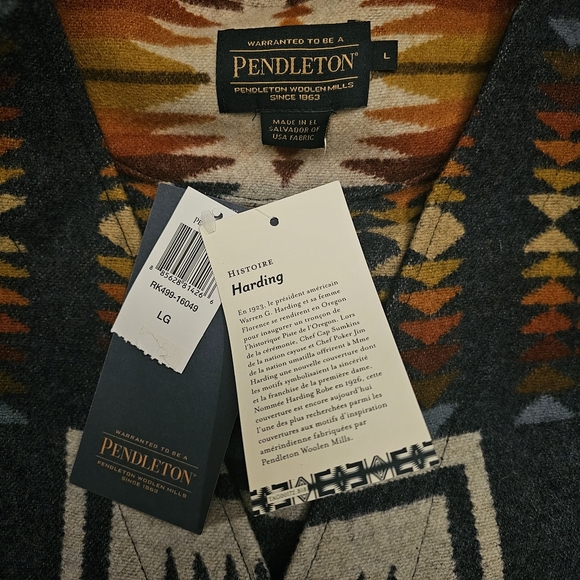 WARRANTED TO BE A
PENDLETON®
PENDLETON WOOLEN MILLS
SINCE 1863
L
MADE IN EL
SALVADOR OF
USA FABRIC
8 85628 81426 6
RK499-16049
LG
HISTOIRE
Harding
En 1923, le président américain
Warren G. Harding et sa femme
Florence se rendirent en Oregon
pour inaugurer un tronçon de
l'historique Piste de l'Oregon. Lors
de la cérémonie, Chef Cap Sumkins
de la nation cayuse et Chef Poker Jim
de la nation umatilla offrirent à Mme
Harding une nouvelle couverture dont
les motifs symbolisaient la sincérité
et la franchise de la première dame.
Nommée Harding Robe en 1926, cette
couverture est encore aujourd'hui
l'une des plus recherchées parmi les
couvertures aux motifs d'inspiration
amérindienne fabriquées par
Pendleton Woolen Mills.
WARRANTED TO BE A
PENDLETON®
PENDLETON WOOLEN MILLS
SINCE 1863